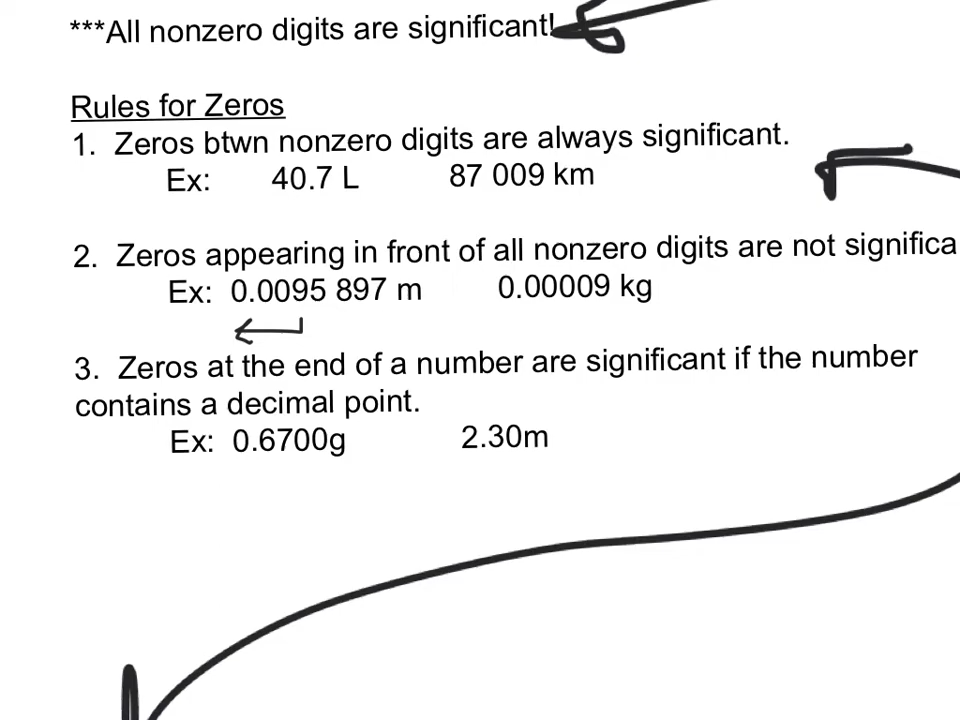 ***All nonzero digits are significant!
Rules for Zeros
1. Zeros btwn nonzero digits are always significant.
Ex: 40.7 L 87 009 km
2. Zeros appearing in front of all nonzero digits are not significa
Ex: 0.0095 897 m 0.00009 kg
3. Zeros at the end of a number are significant if the number
contains a decimal point.
Ex: 0.6700g 2.30m